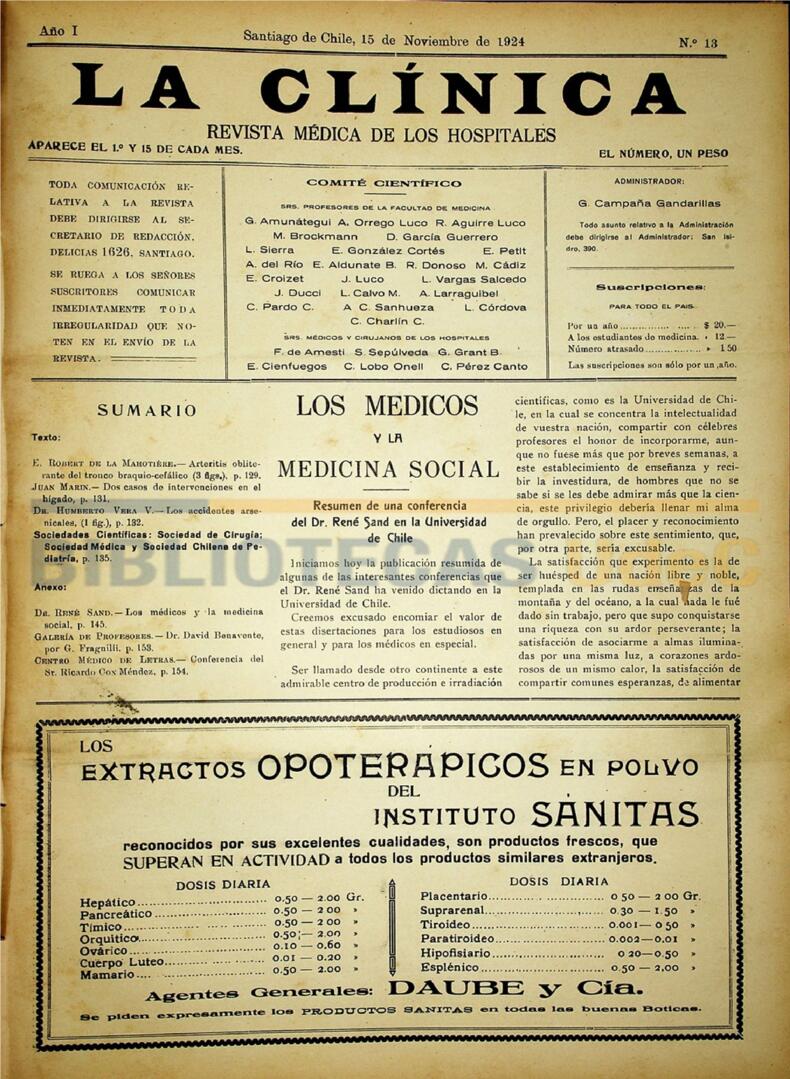 Año I
Santiago de Chile, 15 de Noviembre de 1924
N.º 13
LA CLÍNICA
REVISTA MÉDICA DE LOS HOSPITALES
APARECE EL 1.º Y 15 DE CADA MES.
EL NÚMERO, UN PESO
TODA COMUNICACIÓN RE-
LATIVA A LA REVISTA
DEBE DIRIGIRSE AL SE-
CRETARIO DE REDACCIÓN.
DELICIAS 1626. SANTIAGO.
SE RUEGA A LOS SEÑORES
SUSCRITORES COMUNICAR
INMEDIATAMENTE TODA
IRREGULARIDAD QUE NO-
TEN EN EL ENVÍO DE LA
REVISTA.
COMITÉ CIENTÍFICO
SRS. PROFESORES DE LA FACULTAD DE MEDICINA
G. Amunátegui A. Orrego Luco R. Aguirre Luco
M. Brockmann D. García Guerrero
L. Sierra E. González Cortés E. Petit
A. del Río E. Aldunate B. R. Donoso M. Cádiz
E. Croizet J. Luco L. Vargas Salcedo
J. Ducci L. Calvo M. A. Larraguibel
C. Pardo C. A C. Sanhueza L. Córdova
C. Charlín C.
SRS. MÉDICOS Y CIRUJANOS DE LOS HOSPITALES
F. de Amesti S. Sepúlveda G. Grant B.
E. Cienfuegos C. Lobo Onell C. Pérez Canto
ADMINISTRADOR:
G. Campaña Gandarillas
Todo asunto relativo a la Administración
debe dirigirse al Administrador: San Isi-
dro, 390.
Suscripciones:
PARA TODO EL PAIS
Por un año........ $ 20.—
A los estudiantes de medicina. » 12—
Número atrasado........ » 1 50
Las suscripciones son sólo por un año.
SUMARIO
Texto:
E. ROBERT DE LA MAHOTIÈRE.— Arteritis oblite-
rante del tronco braquio-cefálico (3 figs.), p. 129.
JUAN MARIN.— Dos casos de intervenciones en el
hígado, p. 131.
DR. HUMBERTO VERA V.—Los accidentes arse-
nicales, (1 fig.), p. 132.
Sociedades Científicas: Sociedad de Cirugía;
Sociedad Médica y Sociedad Chilena de Pe-
diatría, p. 135.
Anexo:
DR. RENÉ SAND.—Los médicos y la medicina
social, p. 145.
GALERÍA DE PROFESORES.— Dr. David Benavente,
por G. Fragnilli, p. 153.
CENTRO MÉDICO DE LETRAS.— Conferencia del
Sr. Ricardo Cox Méndez, p. 154.
LOS MEDICOS
Y LA
MEDICINA SOCIAL
Resumen de una conferencia
del Dr. René Sand en la Universidad
de Chile
Iniciamos hoy la publicación resumida de
algunas de las interesantes conferencias que
el Dr. René Sand ha venido dictando en la
Universidad de Chile.
Creemos excusado encomiar el valor de
estas disertaciones para los estudiosos en
general y para los médicos en especial.
Ser llamado desde otro continente a este
admirable centro de producción e irradiación
científicas, como es la Universidad de Chi-
le, en la cual se concentra la intelectualidad
de vuestra nación, compartir con célebres
profesores el honor de incorporarme, aun-
que no fuese más que por breves semanas, a
este establecimiento de enseñanza y reci-
bir la investidura, de hombres que no se
sabe si se les debe admirar más que la cien-
cia, este privilegio debería llenar mi alma
de orgullo. Pero, el placer y reconocimiento
han prevalecido sobre este sentimiento, que,
por otra parte, sería excusable.
La satisfacción que experimento es la de
ser huésped de una nación libre y noble,
templada en las rudas enseñanzas de la
montaña y del océano, a la cual nada le fué
dado sin trabajo, pero que supo conquistarse
una riqueza con su ardor perseverante; la
satisfacción de asociarme a almas ilumina-
das por una misma luz, a corazones ardo-
rosos de un mismo calor, la satisfacción de
compartir comunes esperanzas, de alimentar
BIBLIOTECAS UC
LOS
EXTRACTOS OPOTERÁPICOS EN POLVO
DEL
INSTITUTO SÁNITAS
reconocidos por sus excelentes cualidades, son productos frescos, que
SUPERAN EN ACTIVIDAD a todos los productos similares extranjeros.
DOSIS DIARIA
Hepático........ 0.50 — 2.00 Gr.
Pancreático........ 0.50 — 2 00 »
Tímico........ 0.50 — 2 00 »
Orquítico........ 0.50 — 2.00 »
Ovárico........ 0.10 — 0.60 »
Cuerpo Luteo........ 0.01 — 0.20 »
Mamario........ 0.50 — 2.00 »
DOSIS DIARIA
Placentario........ 0 50 — 2 00 Gr.
Suprarenal........ 0.30 — 1.50 »
Tiroideo........ 0.001 — 0 50 »
Paratiroideo........ 0.002—0.01 »
Hipofisiario........ 0 20—0.50 »
Esplénico........ 0.50 — 2,00 »
Agentes Generales: DAUBE y Cía.
Se piden expresamente los PRODUCTOS SANITAS en todas las buenas Boticas.